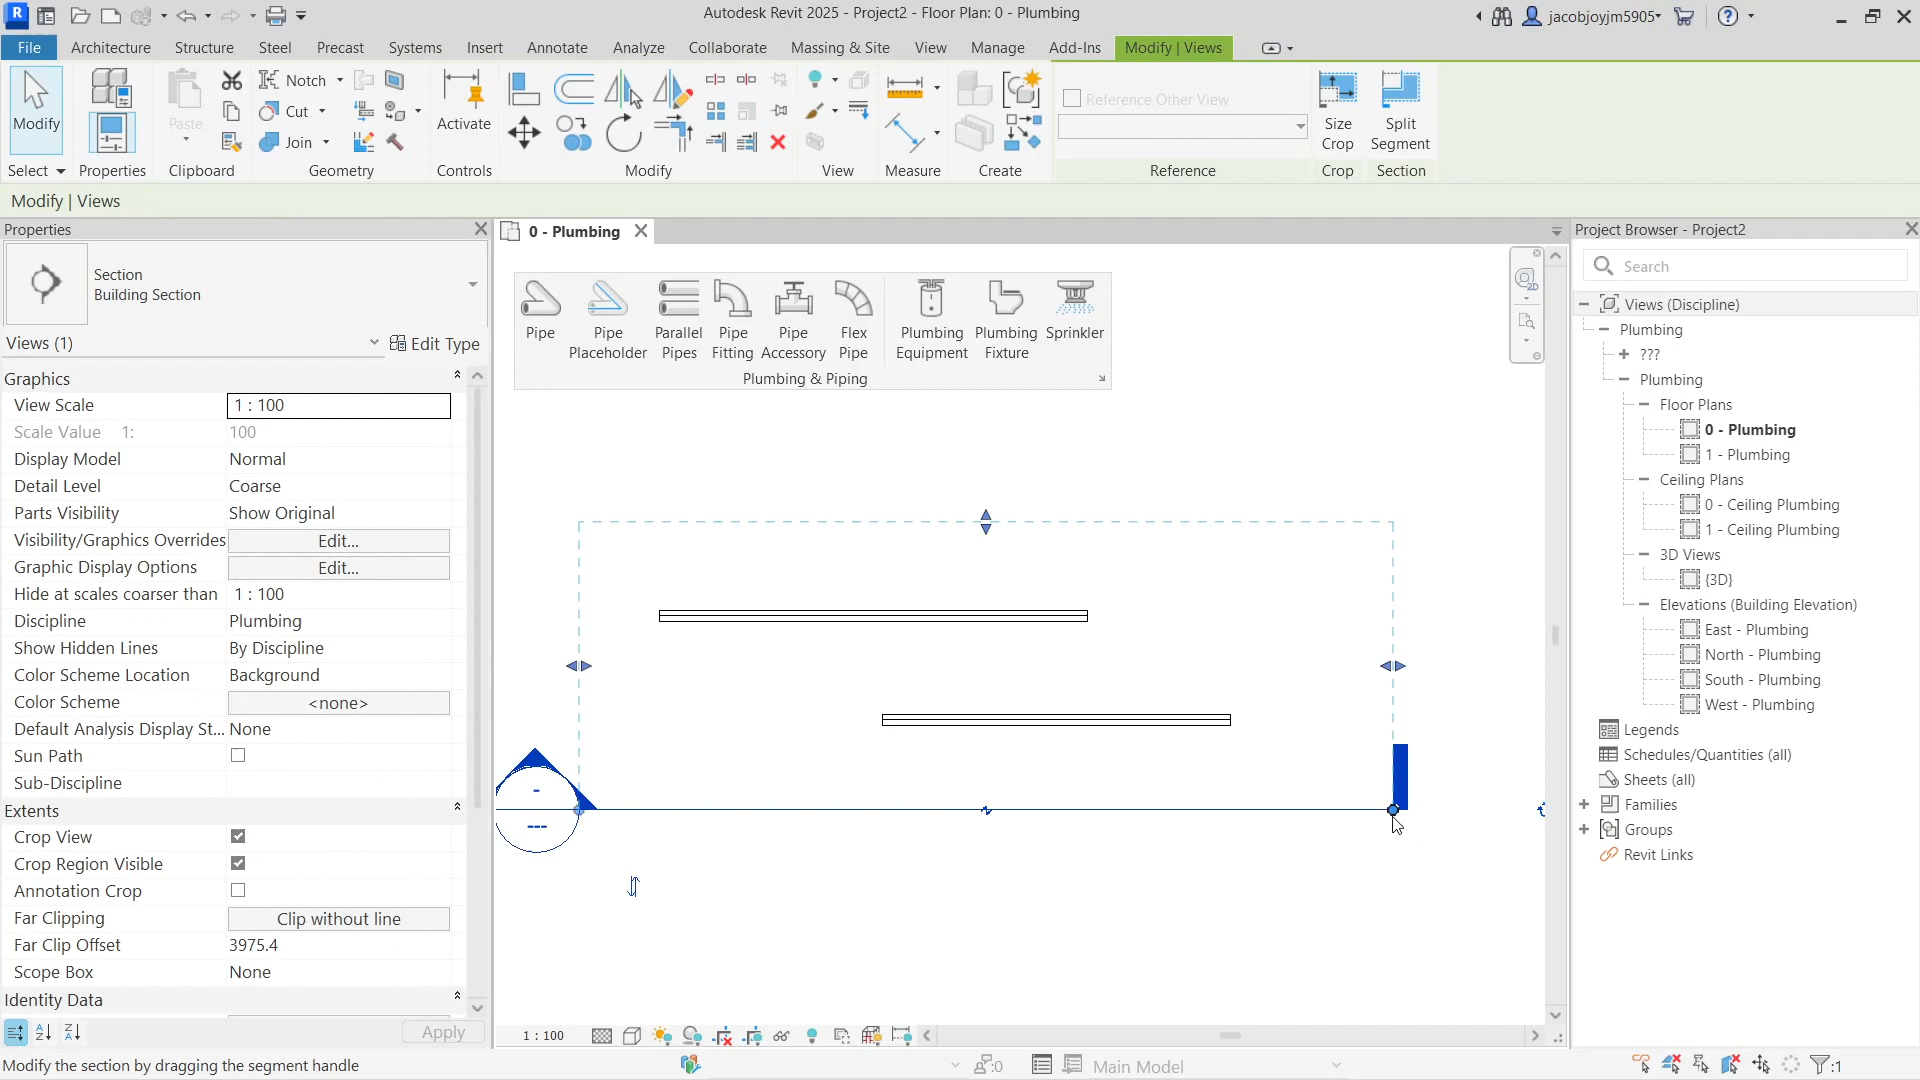 Autodesk Revit 2025 - Project2 - Floor Plan: 0 - Plumbing
jacobjoyjm5905
File Architecture Structure Steel Precast Systems Insert Annotate Analyze Collaborate Massing & Site View Manage Add-Ins Modify | Views
Modify
Paste
Notch
Cut
Join
Activate
Reference Other View
Size Crop
Split Segment
Select Properties Clipboard Geometry Controls Modify View Measure Create Reference Crop Section
Modify | Views
Properties
Section
Building Section
Views (1) Edit Type
Graphics
View Scale 1 : 100
Scale Value 1: 100
Display Model Normal
Detail Level Coarse
Parts Visibility Show Original
Visibility/Graphics Overrides Edit...
Graphic Display Options Edit...
Hide at scales coarser than 1 : 100
Discipline Plumbing
Show Hidden Lines By Discipline
Color Scheme Location Background
Color Scheme <none>
Default Analysis Display St... None
Sun Path
Sub-Discipline
Extents
Crop View
Crop Region Visible
Annotation Crop
Far Clipping Clip without line
Far Clip Offset 3975.4
Scope Box None
Identity Data
Apply
0 - Plumbing
Pipe
Pipe Placeholder
Parallel Pipes
Pipe Fitting
Pipe Accessory
Flex Pipe
Plumbing Equipment
Plumbing Fixture
Sprinkler
Plumbing & Piping
-
---
2D
1 : 100
Project Browser - Project2
Search
Views (Discipline)
Plumbing
???
Plumbing
Floor Plans
0 - Plumbing
1 - Plumbing
Ceiling Plans
0 - Ceiling Plumbing
1 - Ceiling Plumbing
3D Views
{3D}
Elevations (Building Elevation)
East - Plumbing
North - Plumbing
South - Plumbing
West - Plumbing
Legends
Schedules/Quantities (all)
Sheets (all)
Families
Groups
Revit Links
Modify the section by dragging the segment handle
:0
Main Model
:1